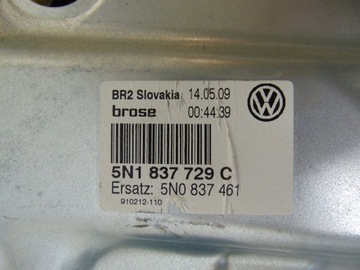 BR2 Slovakia 14.05.09
brose 00:44:39
5N1 837 729 C
Ersatz: 5N0 837 461
910212-110